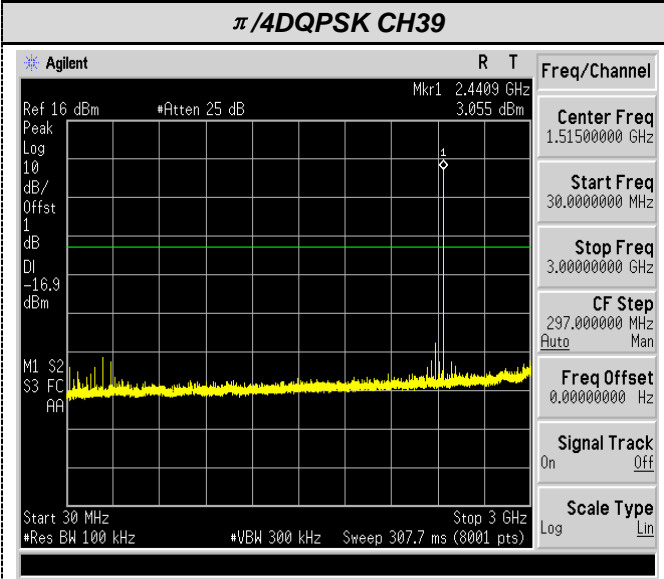 π/4DQPSK CH39
Agilent R T
Freq/Channel
Mkr1 2.4409 GHz
Ref 16 dBm #Atten 25 dB 3.055 dBm
Peak
Log
10
dB/
Offst
1
dB
DI
-16.9
dBm
1
M1 S2
S3 FC
AA
Start 30 MHz Stop 3 GHz
#Res BW 100 kHz #VBW 300 kHz Sweep 307.7 ms (8001 pts)
Center Freq
1.51500000 GHz
Start Freq
30.0000000 MHz
Stop Freq
3.00000000 GHz
CF Step
297.000000 MHz
Auto Man
Freq Offset
0.00000000 Hz
Signal Track
On Off
Scale Type
Log Lin